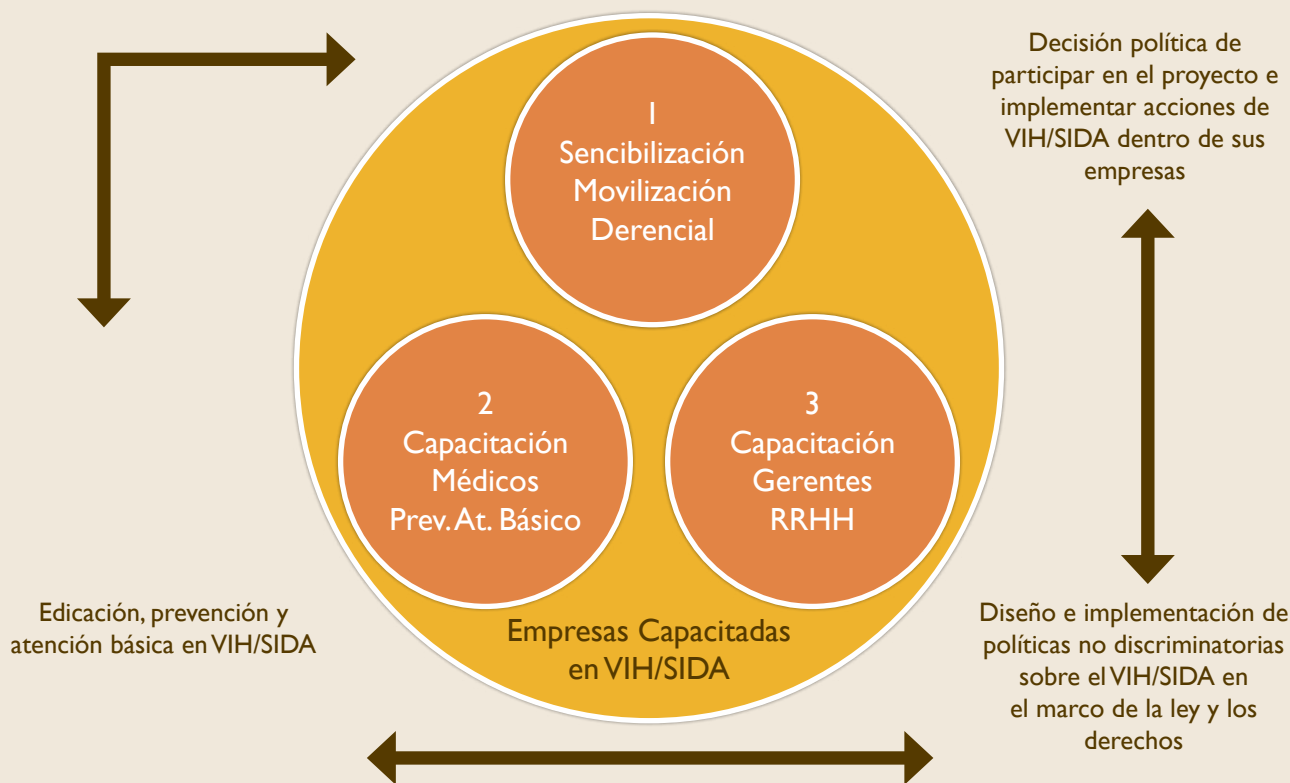 Decisión política de
participar en el proyecto e
implementar acciones de
VIH/SIDA dentro de sus
empresas
1
Sencibilización
Movilización
Derencial
2
Capacitación
Médicos
Prev. At. Básico
3
Capacitación
Gerentes
RRHH
Empresas Capacitadas
en VIH/SIDA
Edicación, prevención y
atención básica en VIH/SIDA
Diseño e implementación de
políticas no discriminatorias
sobre el VIH/SIDA en
el marco de la ley y los
derechos